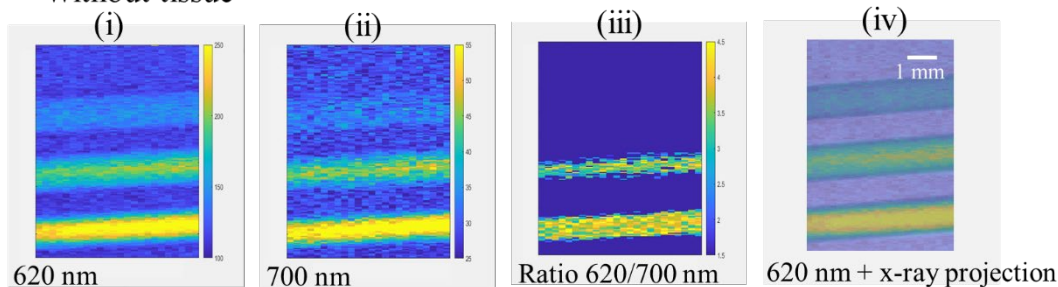 Without tissue
(i) (ii) (iii) (iv)
250
200
150
100
620 nm
55
50
45
40
35
30
25
700 nm
4.5
4
3.5
3
2.5
2
1.5
Ratio 620/700 nm
1 mm
620 nm + x-ray projection